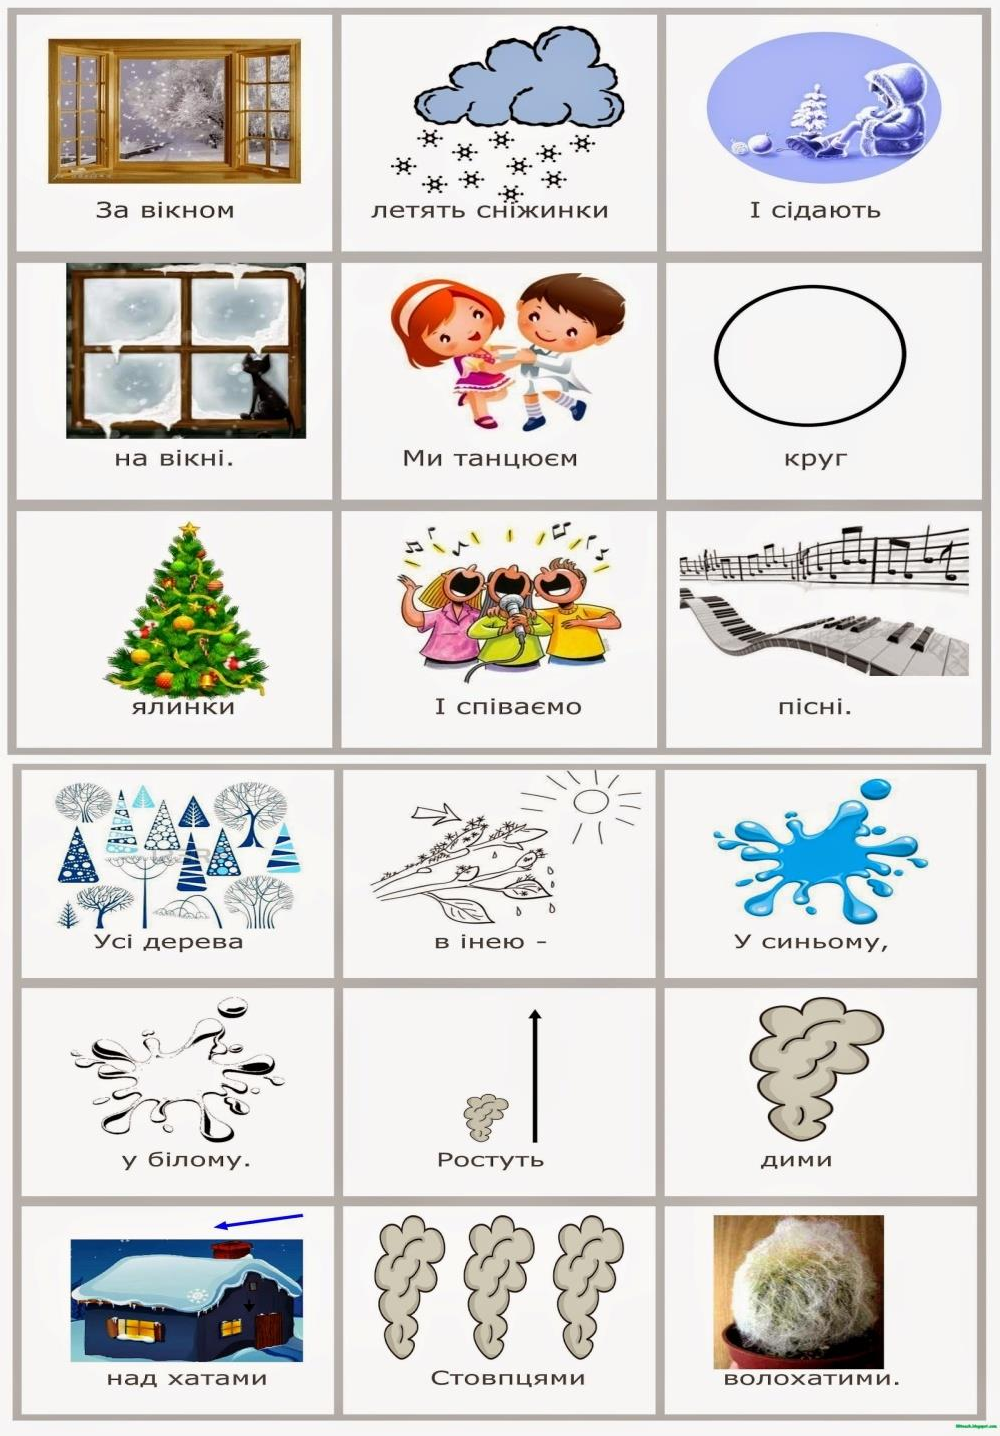 За вікном
летять сніжинки
І сідають
на вікні.
Ми танцюєм
круг
ялинки
І співаємо
пісні.
Усі дерева
в інею -
У синьому,
у білому.
Ростуть
дими
над хатами
Стовпцями
волохатими.